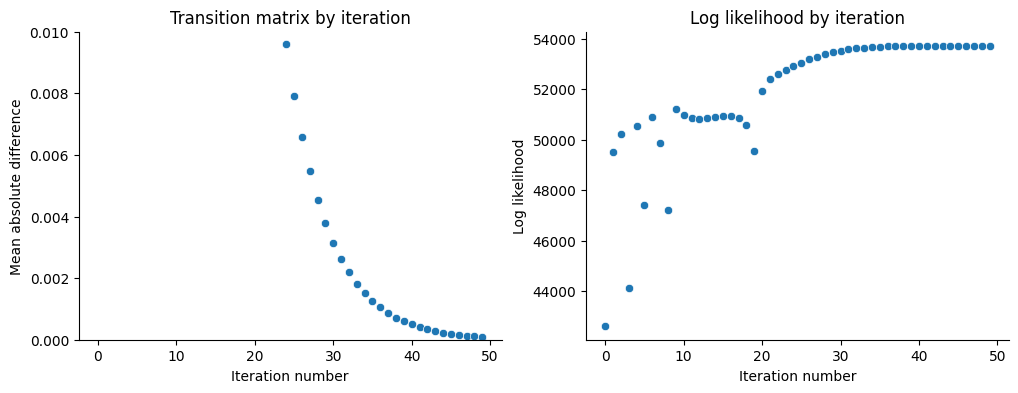 Transition matrix by iteration
Mean absolute difference
0.010
0.008
0.006
0.004
0.002
0.000
0 10 20 30 40 50
Iteration number
Log likelihood by iteration
Log likelihood
54000
52000
50000
48000
46000
44000
0 10 20 30 40 50
Iteration number